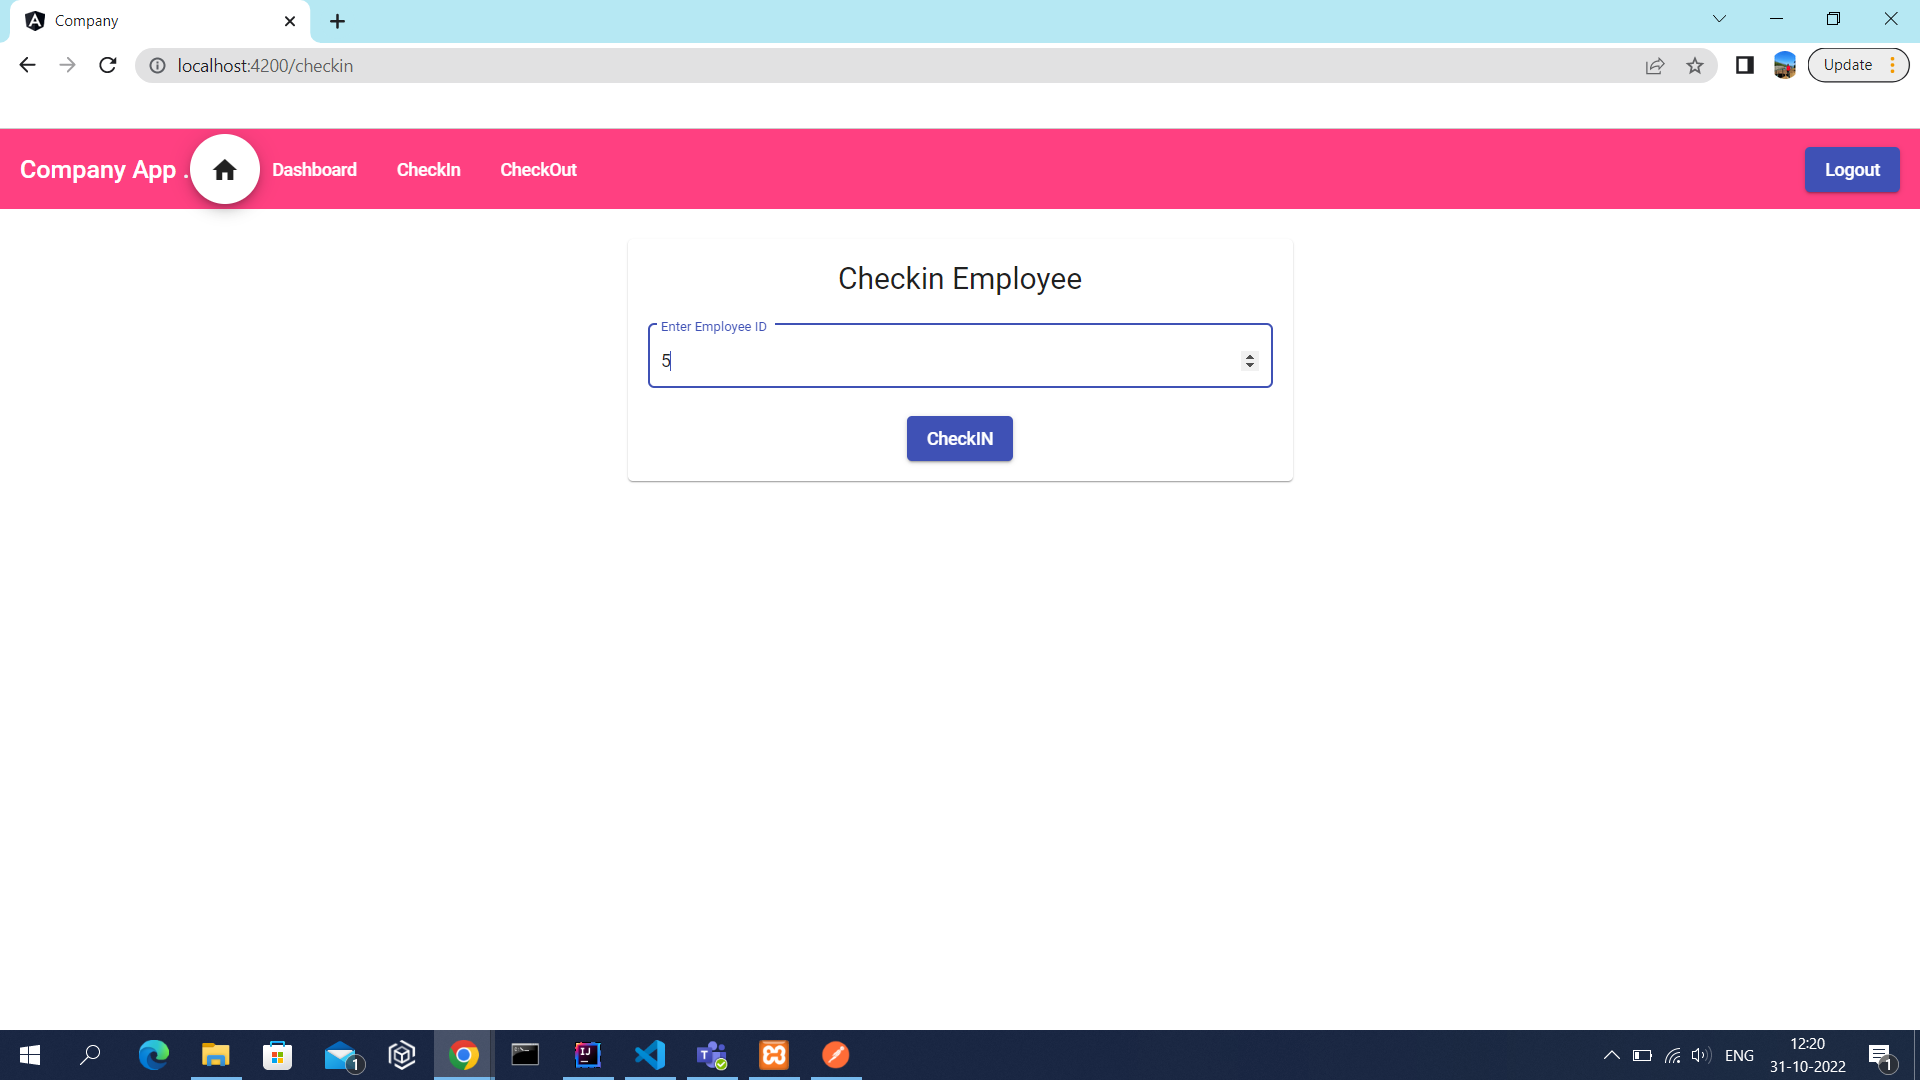 Company
localhost:4200/checkin
Update
Company App .
Dashboard
CheckIn
CheckOut
Logout
Checkin Employee
Enter Employee ID
5
CheckIN
1
ENG
12:20
31-10-2022
1